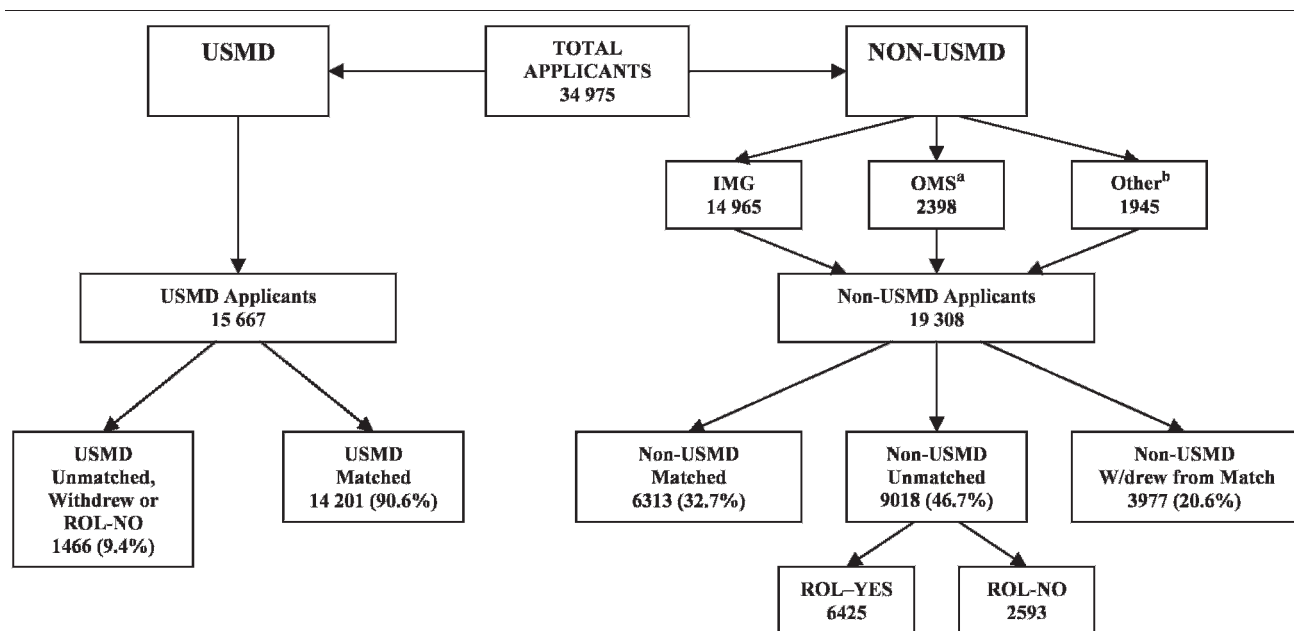 USMD
TOTAL
APPLICANTS
34 975
NON-USMD
IMG
14 965
OMSᵃ
2398
Otherᵇ
1945
USMD Applicants
15 667
Non-USMD Applicants
19 308
USMD
Unmatched,
Withdrew or
ROL-NO
1466 (9.4%)
USMD
Matched
14 201 (90.6%)
Non-USMD
Matched
6313 (32.7%)
Non-USMD
Unmatched
9018 (46.7%)
Non-USMD
W/drew from Match
3977 (20.6%)
ROL–YES
6425
ROL-NO
2593